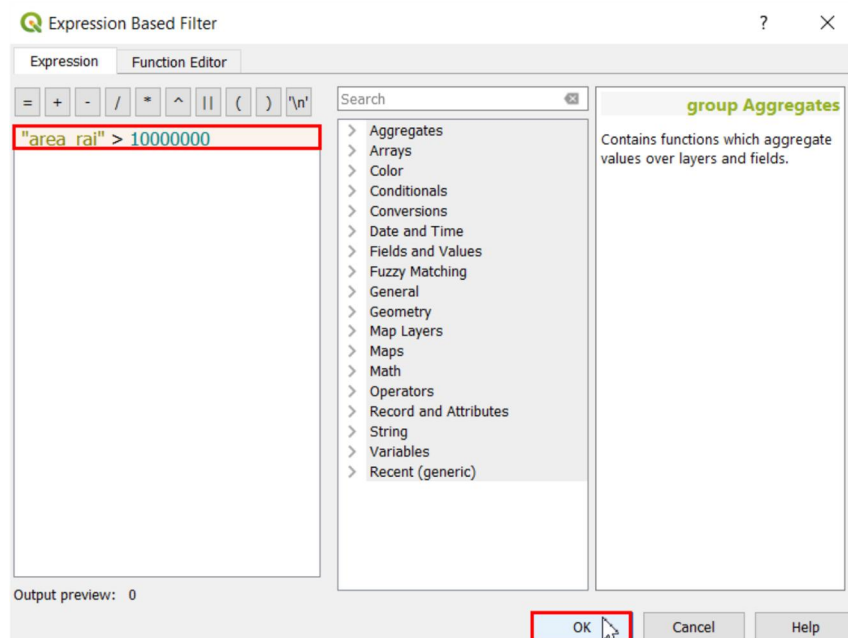 Expression Based Filter
?
Expression
Function Editor
= + - / * ^ || ( ) '\n'
"area_rai" > 10000000
Output preview: 0
Search
Aggregates
Arrays
Color
Conditionals
Conversions
Date and Time
Fields and Values
Fuzzy Matching
General
Geometry
Map Layers
Maps
Math
Operators
Record and Attributes
String
Variables
Recent (generic)
group Aggregates
Contains functions which aggregate
values over layers and fields.
OK
Cancel
Help